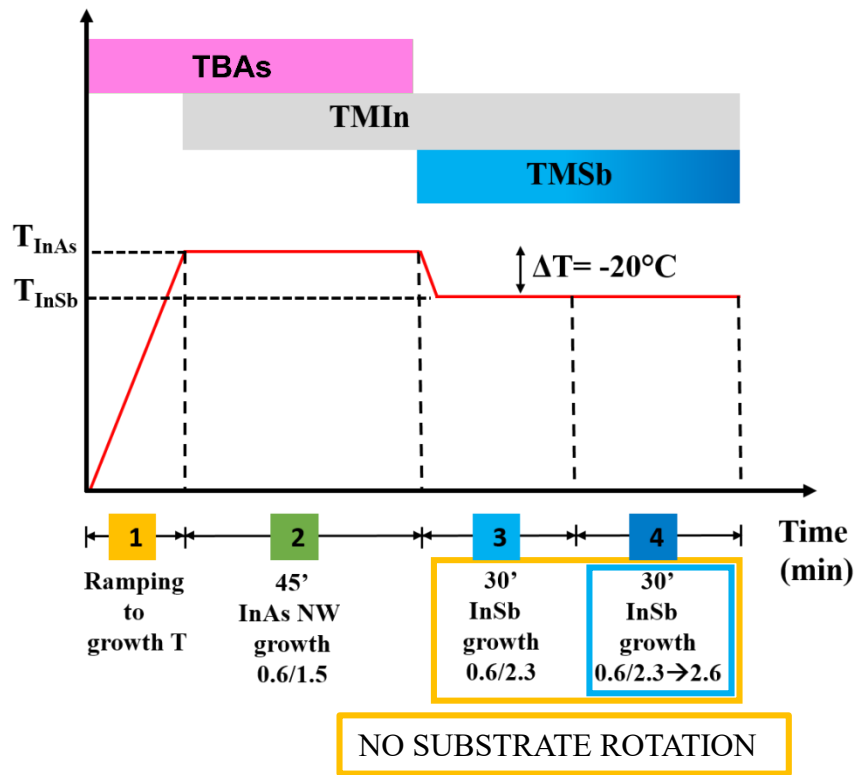 TBAs
TMIn
TMSb
T_InAs
ΔT= -20°C
T_InSb
1
2
3
4
Time
(min)
Ramping
to
growth T
45’
InAs NW
growth
0.6/1.5
30’
InSb
growth
0.6/2.3
30’
InSb
growth
0.6/2.3→2.6
NO SUBSTRATE ROTATION